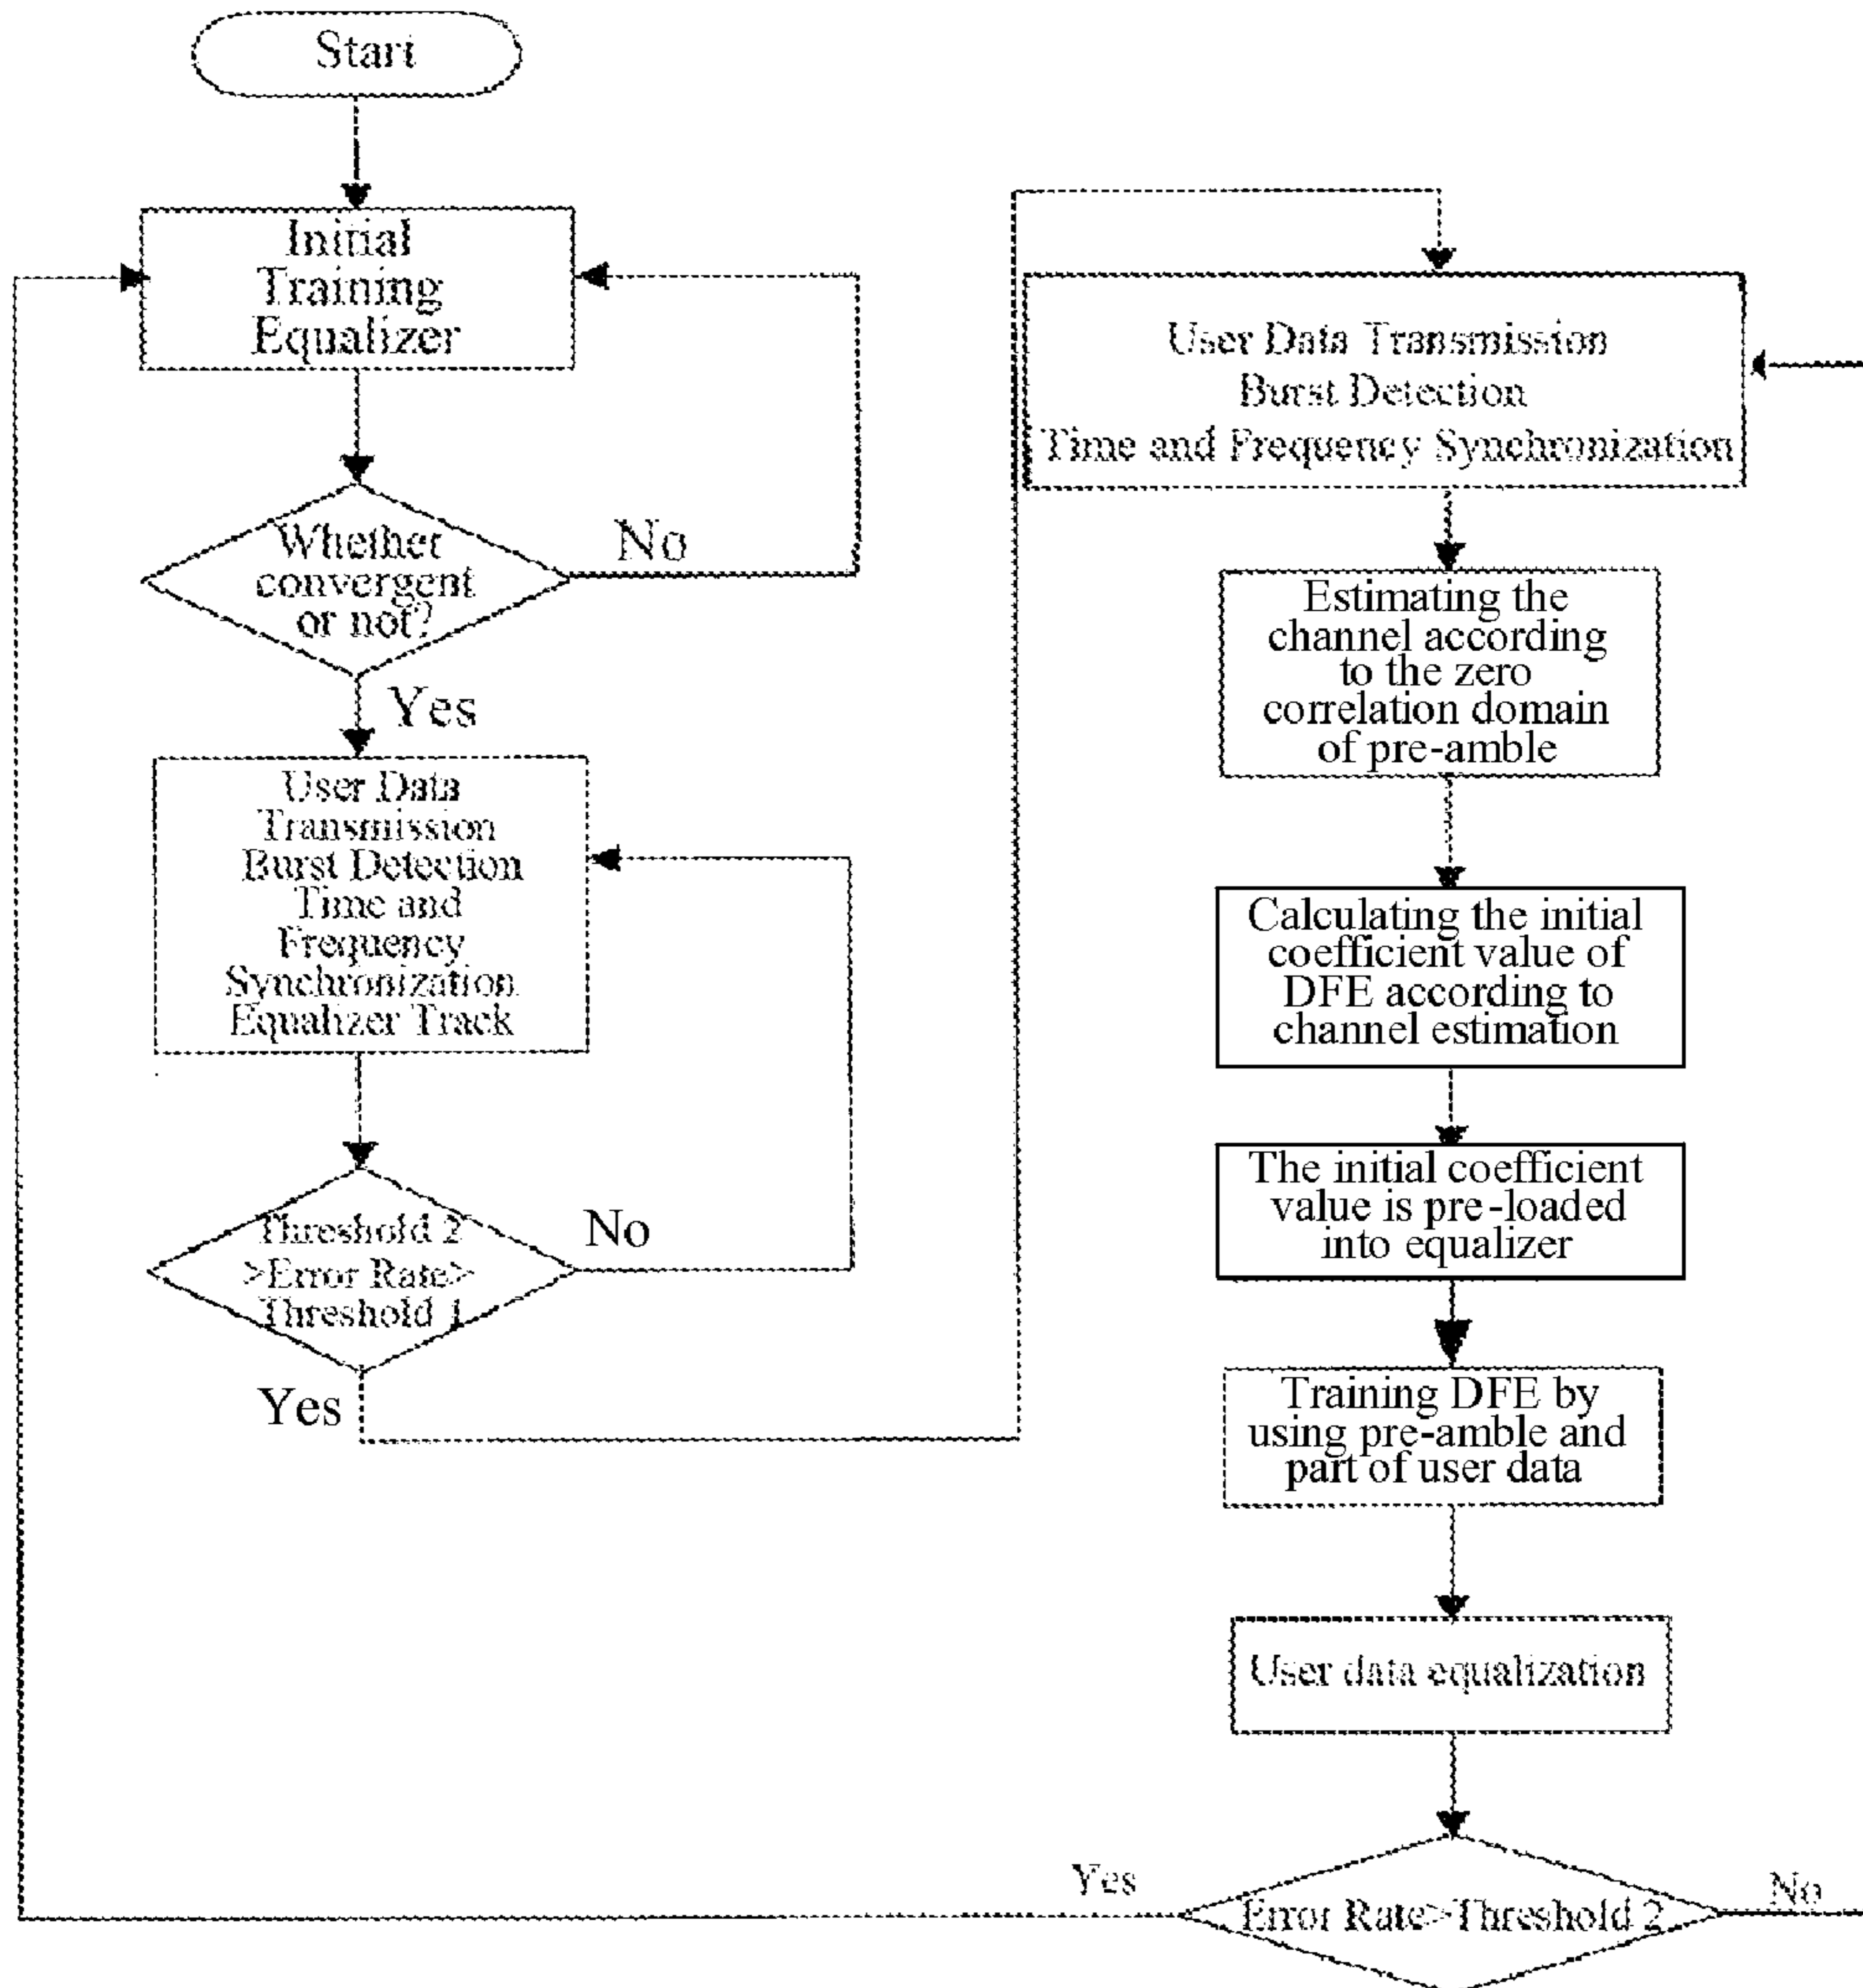 Start
Initial
Training
Equalizer
Whether
convergent
or not?
No
Yes
User Data
Transmission
Burst Detection
Time and
Frequency
Synchronization
Equalizer Track
Threshold 2
>Error Rate>
Threshold 1
No
Yes
User Data Transmission
Burst Detection
Time and Frequency Synchronization
Estimating the
channel according
to the zero
correlation domain
of pre-amble
Calculating the initial
coefficient value of
DFE according to
channel estimation
The initial coefficient
value is pre-loaded
into equalizer
Training DFE by
using pre-amble and
part of user data
User data equalization
Error Rate>Threshold 2
Yes
No